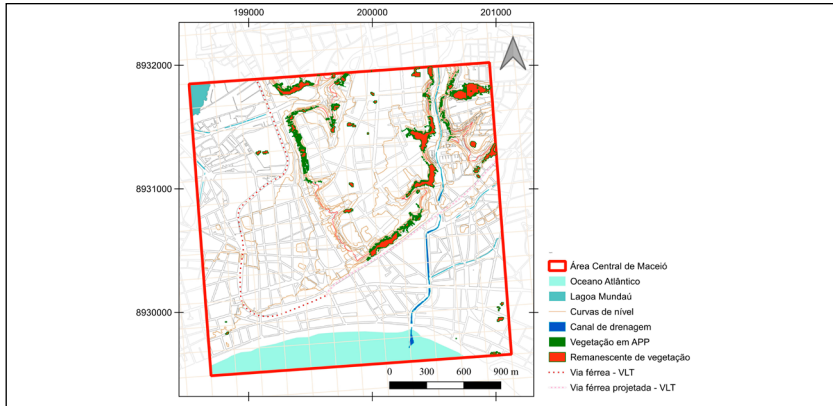 199000 200000 201000
8932000
8931000
8930000
Área Central de Maceió
Oceano Atlântico
Lagoa Mundaú
Curvas de nível
Canal de drenagem
Vegetação em APP
Remanescente de vegetação
Via férrea - VLT
Via férrea projetada - VLT
0 300 600 900 m